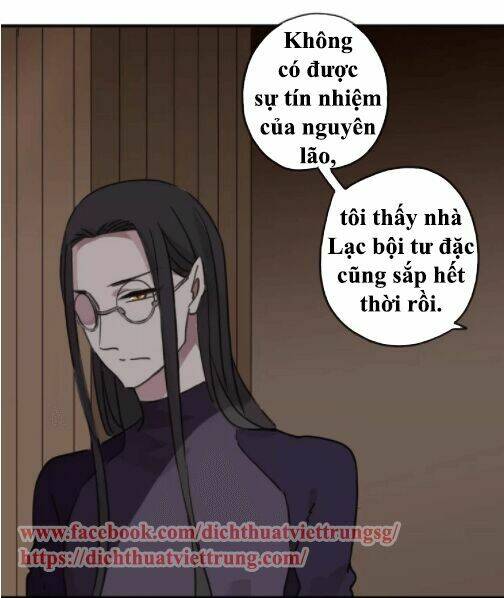 Không
có được
sự tín nhiệm
của nguyên
lão,
tôi thấy nhà
Lạc bội tư đặc
cũng sắp hết
thời rồi.
www.facebook.com/dichthuatviettrungsg/
https://dichthuatviettrung.com/